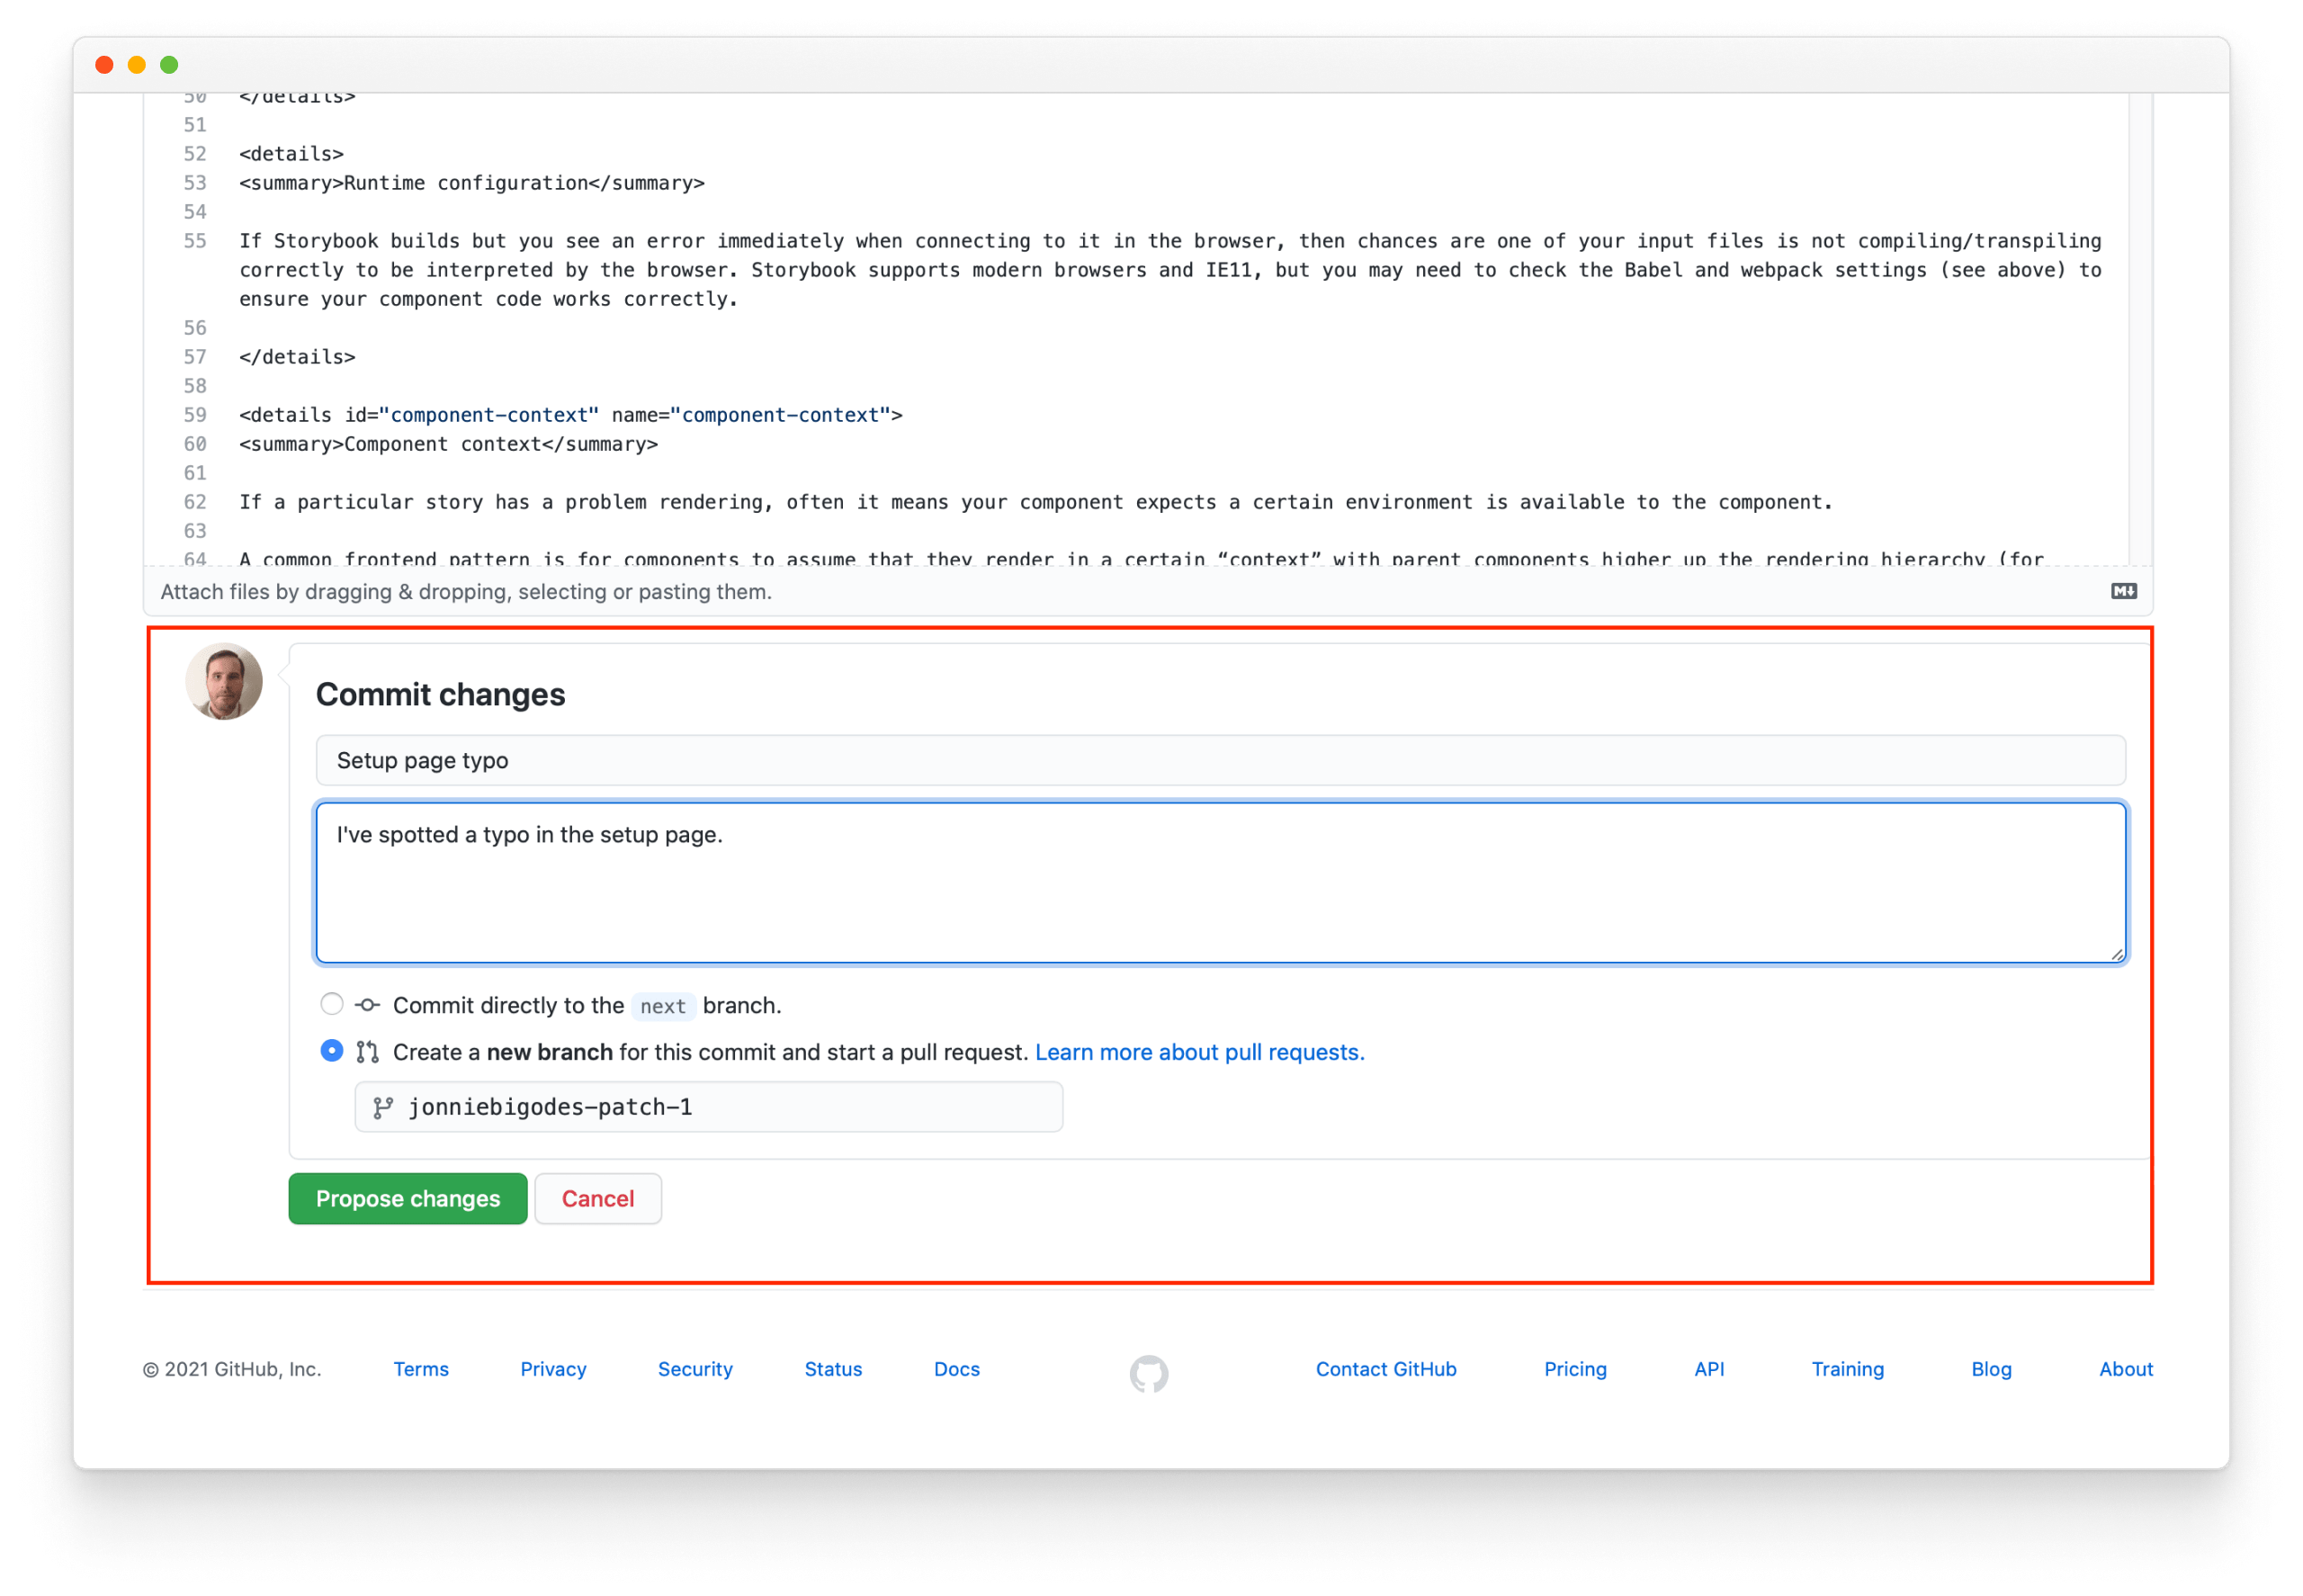 50 </details>
51
52 <details>
53 <summary>Runtime configuration</summary>
54
55 If Storybook builds but you see an error immediately when connecting to it in the browser, then chances are one of your input files is not compiling/transpiling
correctly to be interpreted by the browser. Storybook supports modern browsers and IE11, but you may need to check the Babel and webpack settings (see above) to
ensure your component code works correctly.
56
57 </details>
58
59 <details id="component-context" name="component-context">
60 <summary>Component context</summary>
61
62 If a particular story has a problem rendering, often it means your component expects a certain environment is available to the component.
63
64 A common frontend pattern is for components to assume that they render in a certain “context” with parent components higher up the rendering hierarchy (for
Attach files by dragging & dropping, selecting or pasting them.
M↓
Commit changes
Setup page typo
I've spotted a typo in the setup page.
Commit directly to the next branch.
Create a new branch for this commit and start a pull request. Learn more about pull requests.
jonniebigodes-patch-1
Propose changes Cancel
© 2021 GitHub, Inc. Terms Privacy Security Status Docs Contact GitHub Pricing API Training Blog About